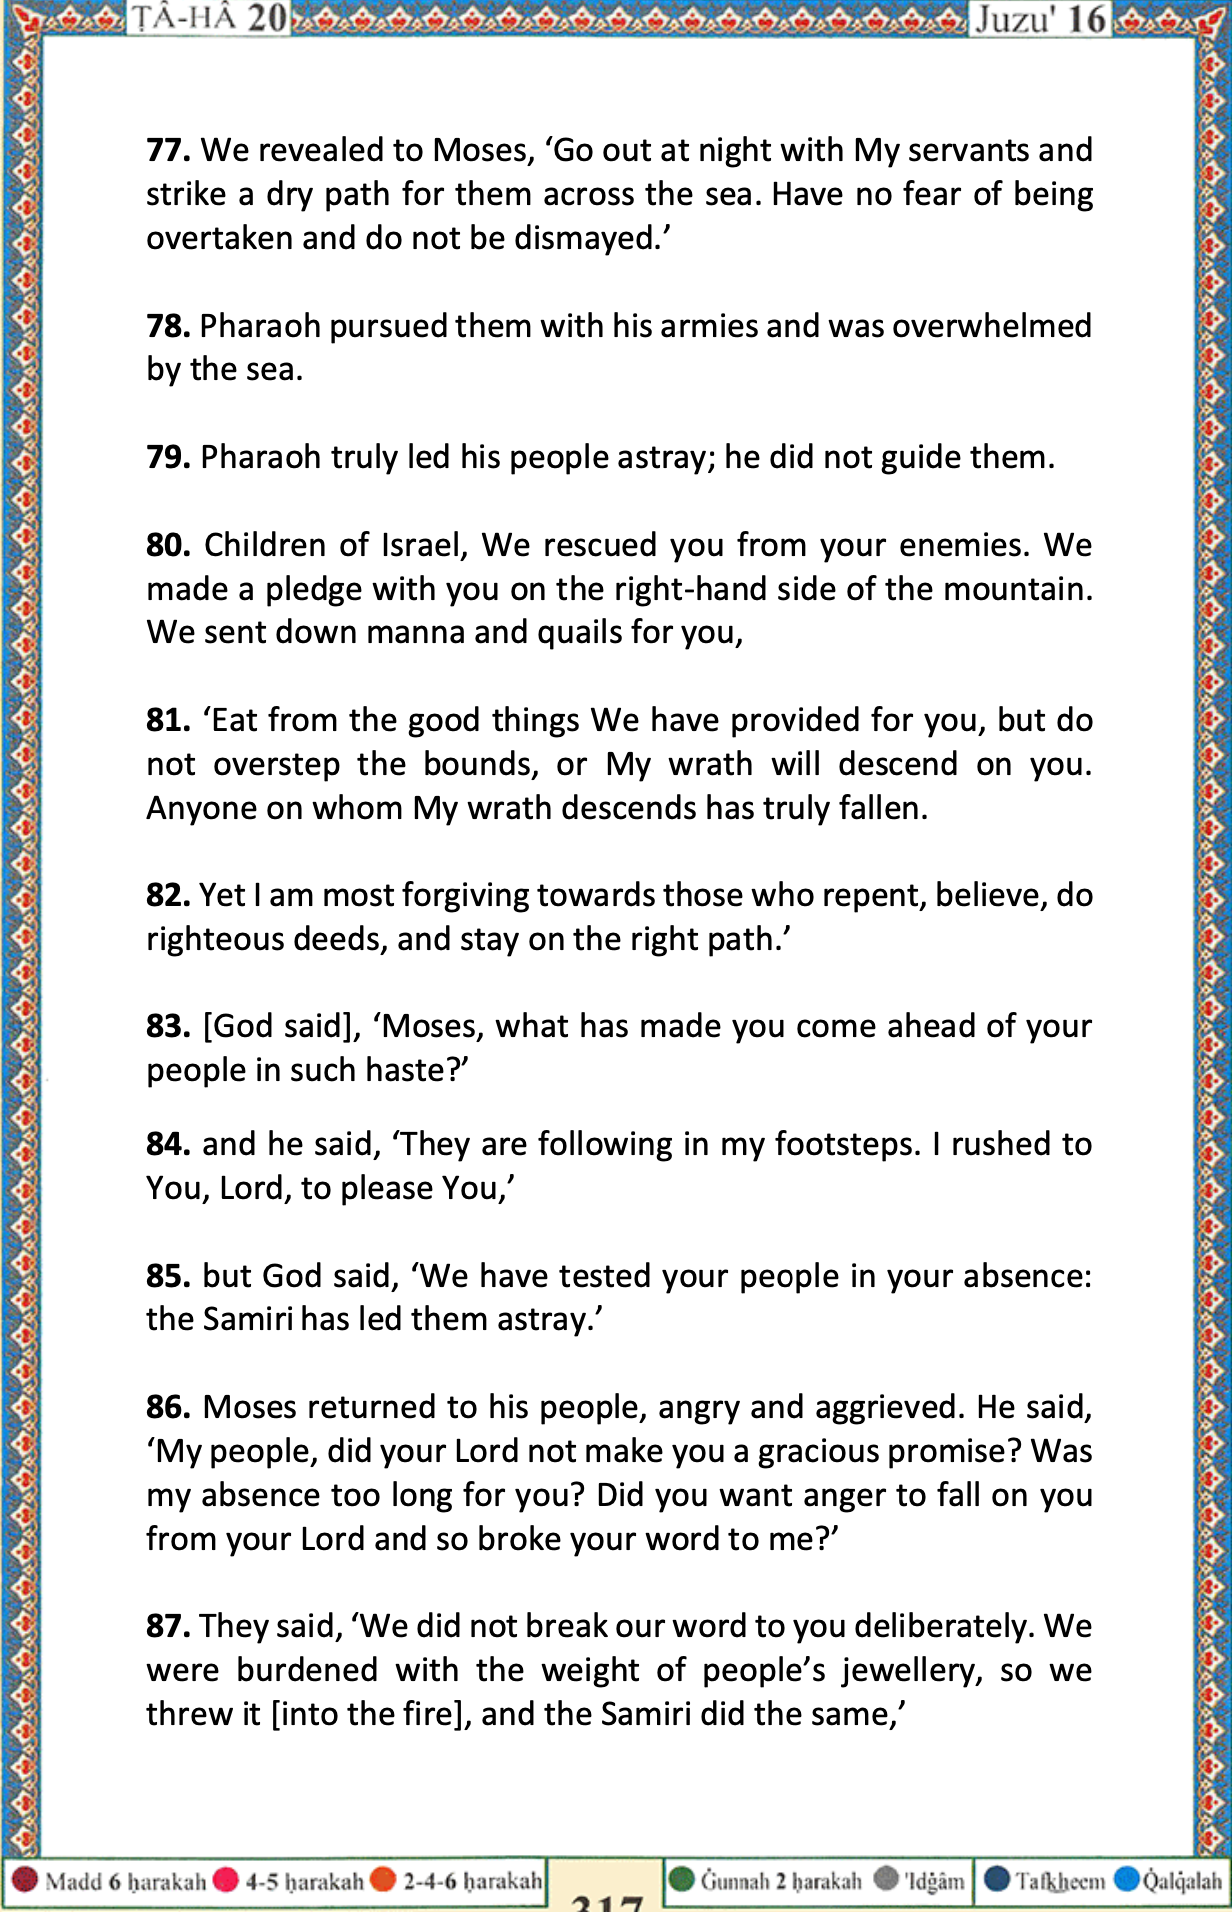 ṬÂ-HÂ 20
Juzu' 16
77. We revealed to Moses, ‘Go out at night with My servants and
strike a dry path for them across the sea. Have no fear of being
overtaken and do not be dismayed.’
78. Pharaoh pursued them with his armies and was overwhelmed
by the sea.
79. Pharaoh truly led his people astray; he did not guide them.
80. Children of Israel, We rescued you from your enemies. We
made a pledge with you on the right-hand side of the mountain.
We sent down manna and quails for you,
81. ‘Eat from the good things We have provided for you, but do
not overstep the bounds, or My wrath will descend on you.
Anyone on whom My wrath descends has truly fallen.
82. Yet I am most forgiving towards those who repent, believe, do
righteous deeds, and stay on the right path.’
83. [God said], ‘Moses, what has made you come ahead of your
people in such haste?’
84. and he said, ‘They are following in my footsteps. I rushed to
You, Lord, to please You,’
85. but God said, ‘We have tested your people in your absence:
the Samiri has led them astray.’
86. Moses returned to his people, angry and aggrieved. He said,
‘My people, did your Lord not make you a gracious promise? Was
my absence too long for you? Did you want anger to fall on you
from your Lord and so broke your word to me?’
87. They said, ‘We did not break our word to you deliberately. We
were burdened with the weight of people’s jewellery, so we
threw it [into the fire], and the Samiri did the same,’
Madd 6 ḥarakah 4-5 ḥarakah 2-4-6 ḥarakah
317
Ġunnah 2 ḥarakah 'Idġâm
Tafkheem Q̇alq̇alah